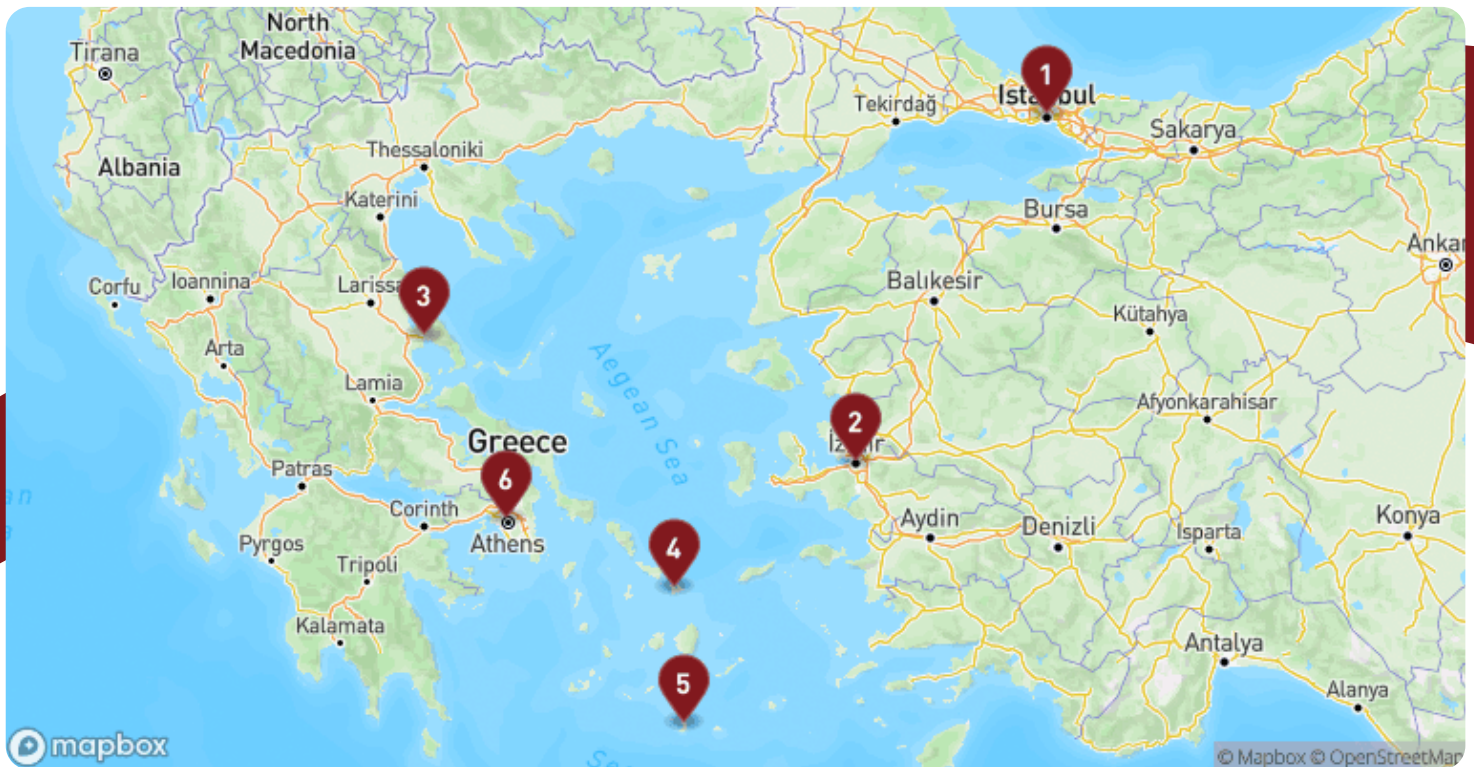 North
Macedonia
Tirana
1
Istanbul
Tekirdağ
Sakarya
Thessaloniki
Albania
Katerini
Bursa
Ankar
Corfu
Ioannina
Larissa
3
Balıkesir
Kütahya
Arta
Aegean Sea
Lamia
Afyonkarahisar
2
İzmir
Greece
Patras
6
Corinth
Athens
Pyrgos
Tripoli
4
Aydin
Denizli
Isparta
Konya
Kalamata
5
Antalya
Alanya
mapbox
© Mapbox © OpenStreetMap